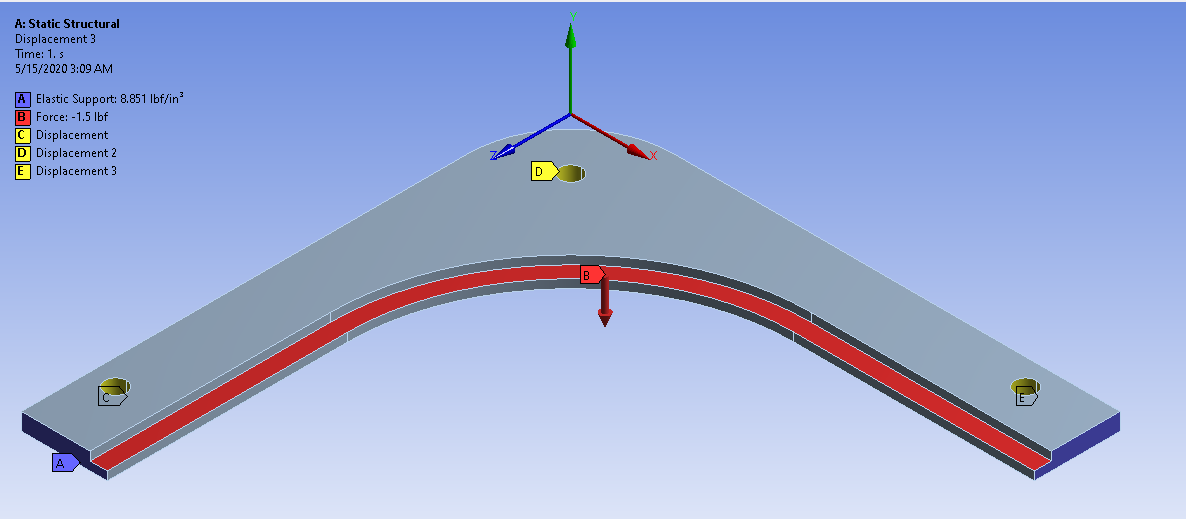 A: Static Structural
Displacement 3
Time: 1. s
5/15/2020 3:09 AM
A Elastic Support: 8.851 lbf/in³
B Force: -1.5 lbf
C Displacement
D Displacement 2
E Displacement 3
Y
Z
X
D
B
C
E
A